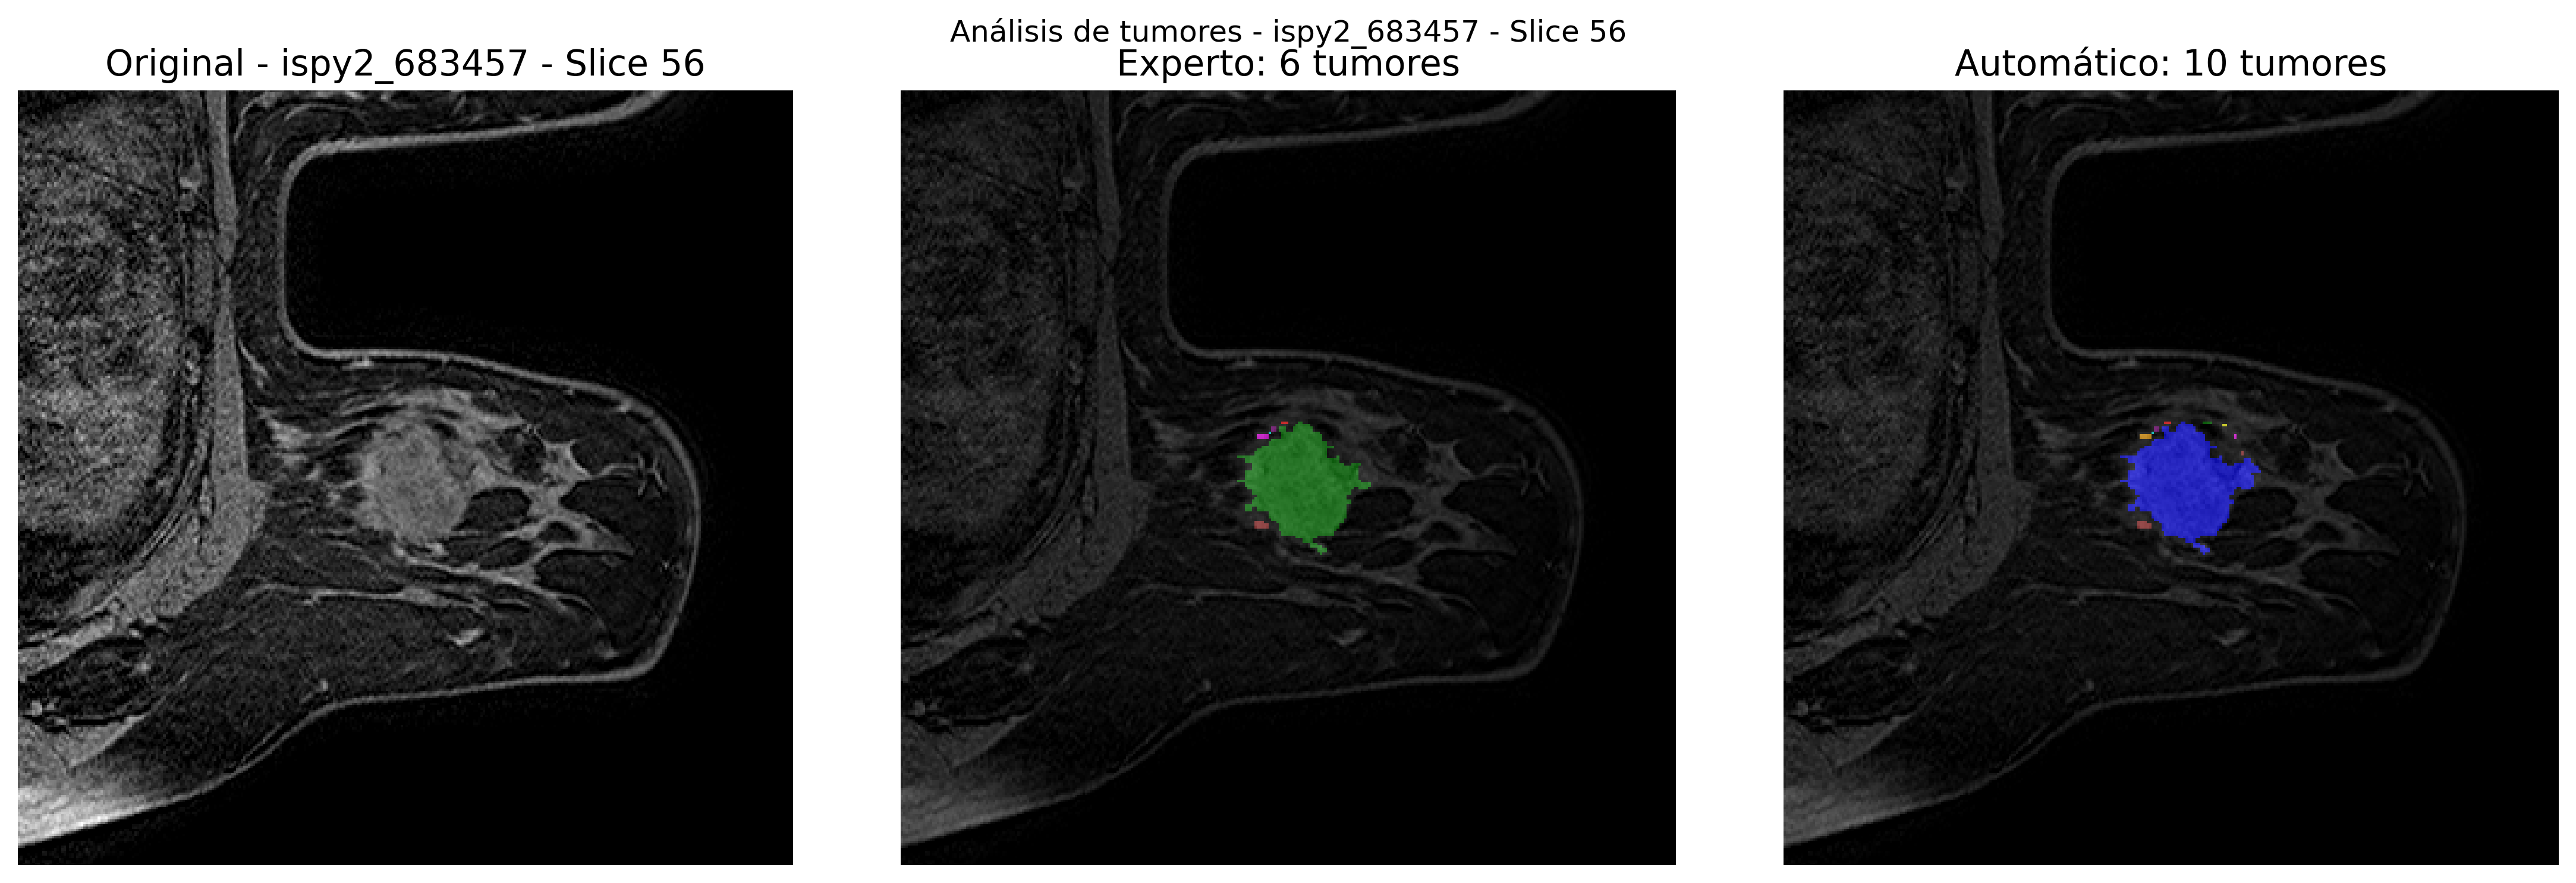 Análisis de tumores - ispy2_683457 - Slice 56
Original - ispy2_683457 - Slice 56
Experto: 6 tumores
Automático: 10 tumores